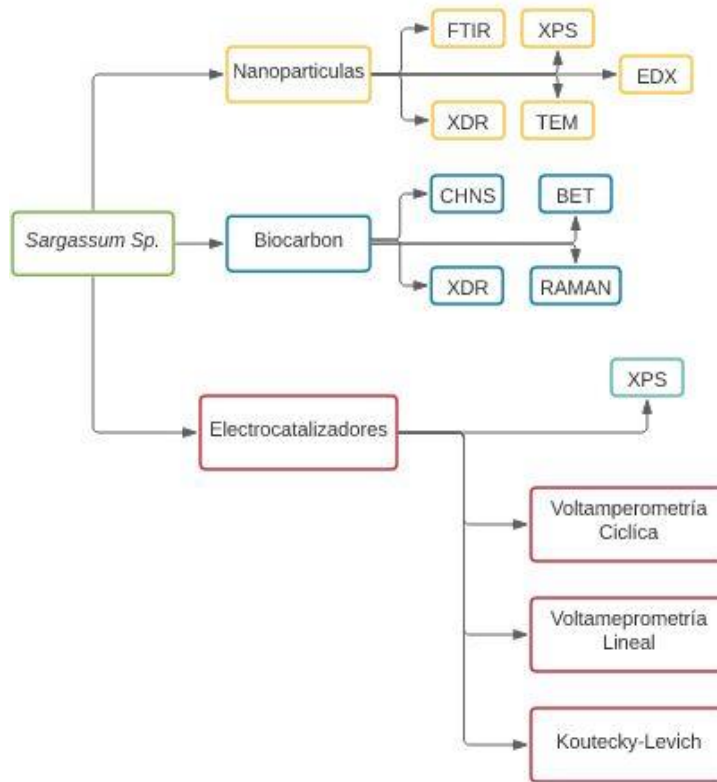 FTIR
XPS
Nanoparticulas
EDX
XDR
TEM
CHNS
BET
Sargassum Sp.
Biocarbon
XDR
RAMAN
XPS
Electrocatalizadores
Voltamperometría
Ciclíca
Voltameprometría
Lineal
Koutecky-Levich